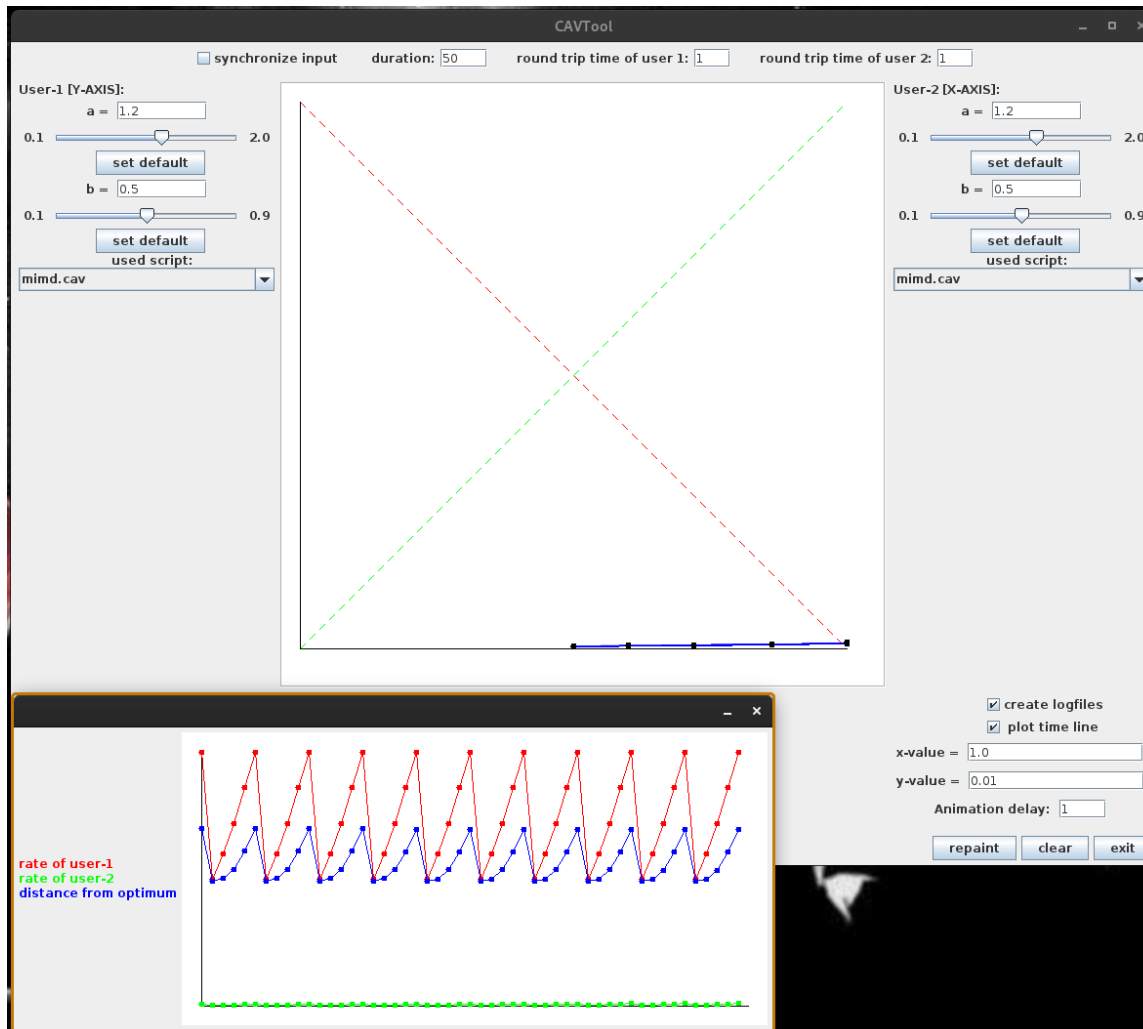 CAVTool
synchronize input duration: 50 round trip time of user 1: 1 round trip time of user 2: 1
User-1 [Y-AXIS]:
a = 1.2
0.1 2.0
set default
b = 0.5
0.1 0.9
set default
used script:
mimd.cav
User-2 [X-AXIS]:
a = 1.2
0.1 2.0
set default
b = 0.5
0.1 0.9
set default
used script:
mimd.cav
create logfiles
plot time line
x-value = 1.0
y-value = 0.01
Animation delay: 1
repaint clear exit
rate of user-1
rate of user-2
distance from optimum